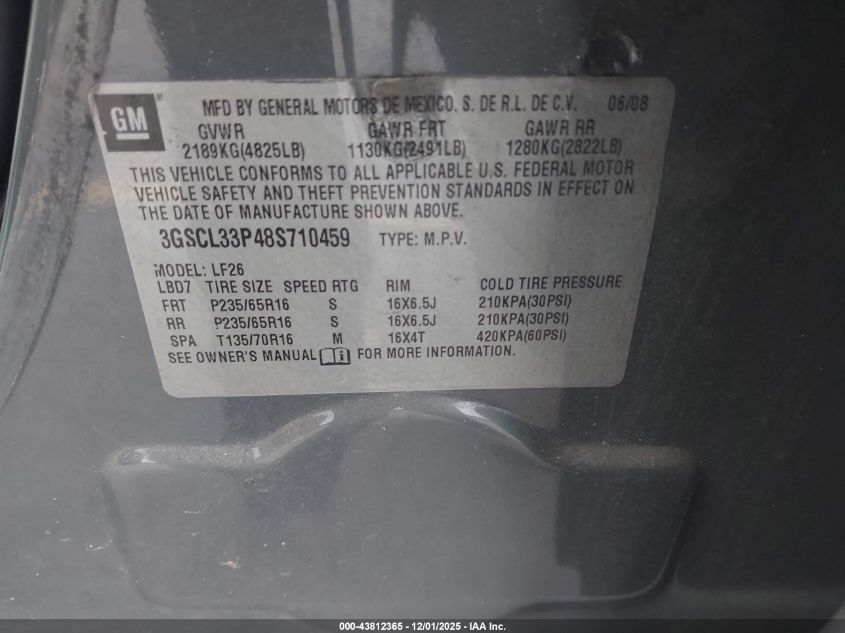 GM
MFD BY GENERAL MOTORS DE MEXICO, S. DE R.L. DE C.V. 06/08
GVWR GAWR FRT GAWR RR
2189KG(4825LB) 1130KG(2491LB) 1280KG(2822LB)
THIS VEHICLE CONFORMS TO ALL APPLICABLE U.S. FEDERAL MOTOR
VEHICLE SAFETY AND THEFT PREVENTION STANDARDS IN EFFECT ON
THE DATE OF MANUFACTURE SHOWN ABOVE.
3GSCL33P48S710459 TYPE: M.P.V.
MODEL: LF26
LBD7 TIRE SIZE SPEED RTG RIM COLD TIRE PRESSURE
FRT P235/65R16 S 16X6.5J 210KPA(30PSI)
RR P235/65R16 S 16X6.5J 210KPA(30PSI)
SPA T135/70R16 M 16X4T 420KPA(60PSI)
SEE OWNER'S MANUAL FOR MORE INFORMATION.
000-43812365 - 12/01/2025 - IAA Inc.